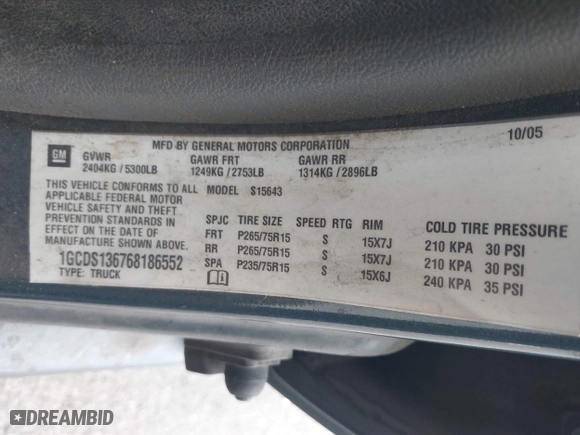 10/05
MFD BY GENERAL MOTORS CORPORATION
GM GVWR GAWR FRT GAWR RR
2404KG / 5300LB 1249KG / 2753LB 1314KG / 2896LB
THIS VEHICLE CONFORMS TO ALL MODEL S15643
APPLICABLE FEDERAL MOTOR
VEHICLE SAFETY AND THEFT
PREVENTION STANDARDS IN
EFFECT ON THE DATE OF
MANUFACTURE SHOWN ABOVE.
1GCDS136768186552
TYPE: TRUCK
SPJC TIRE SIZE SPEED RTG RIM COLD TIRE PRESSURE
FRT P265/75R15 S 15X7J 210 KPA 30 PSI
RR P265/75R15 S 15X7J 210 KPA 30 PSI
SPA P235/75R15 S 15X6J 240 KPA 35 PSI
DREAMBID